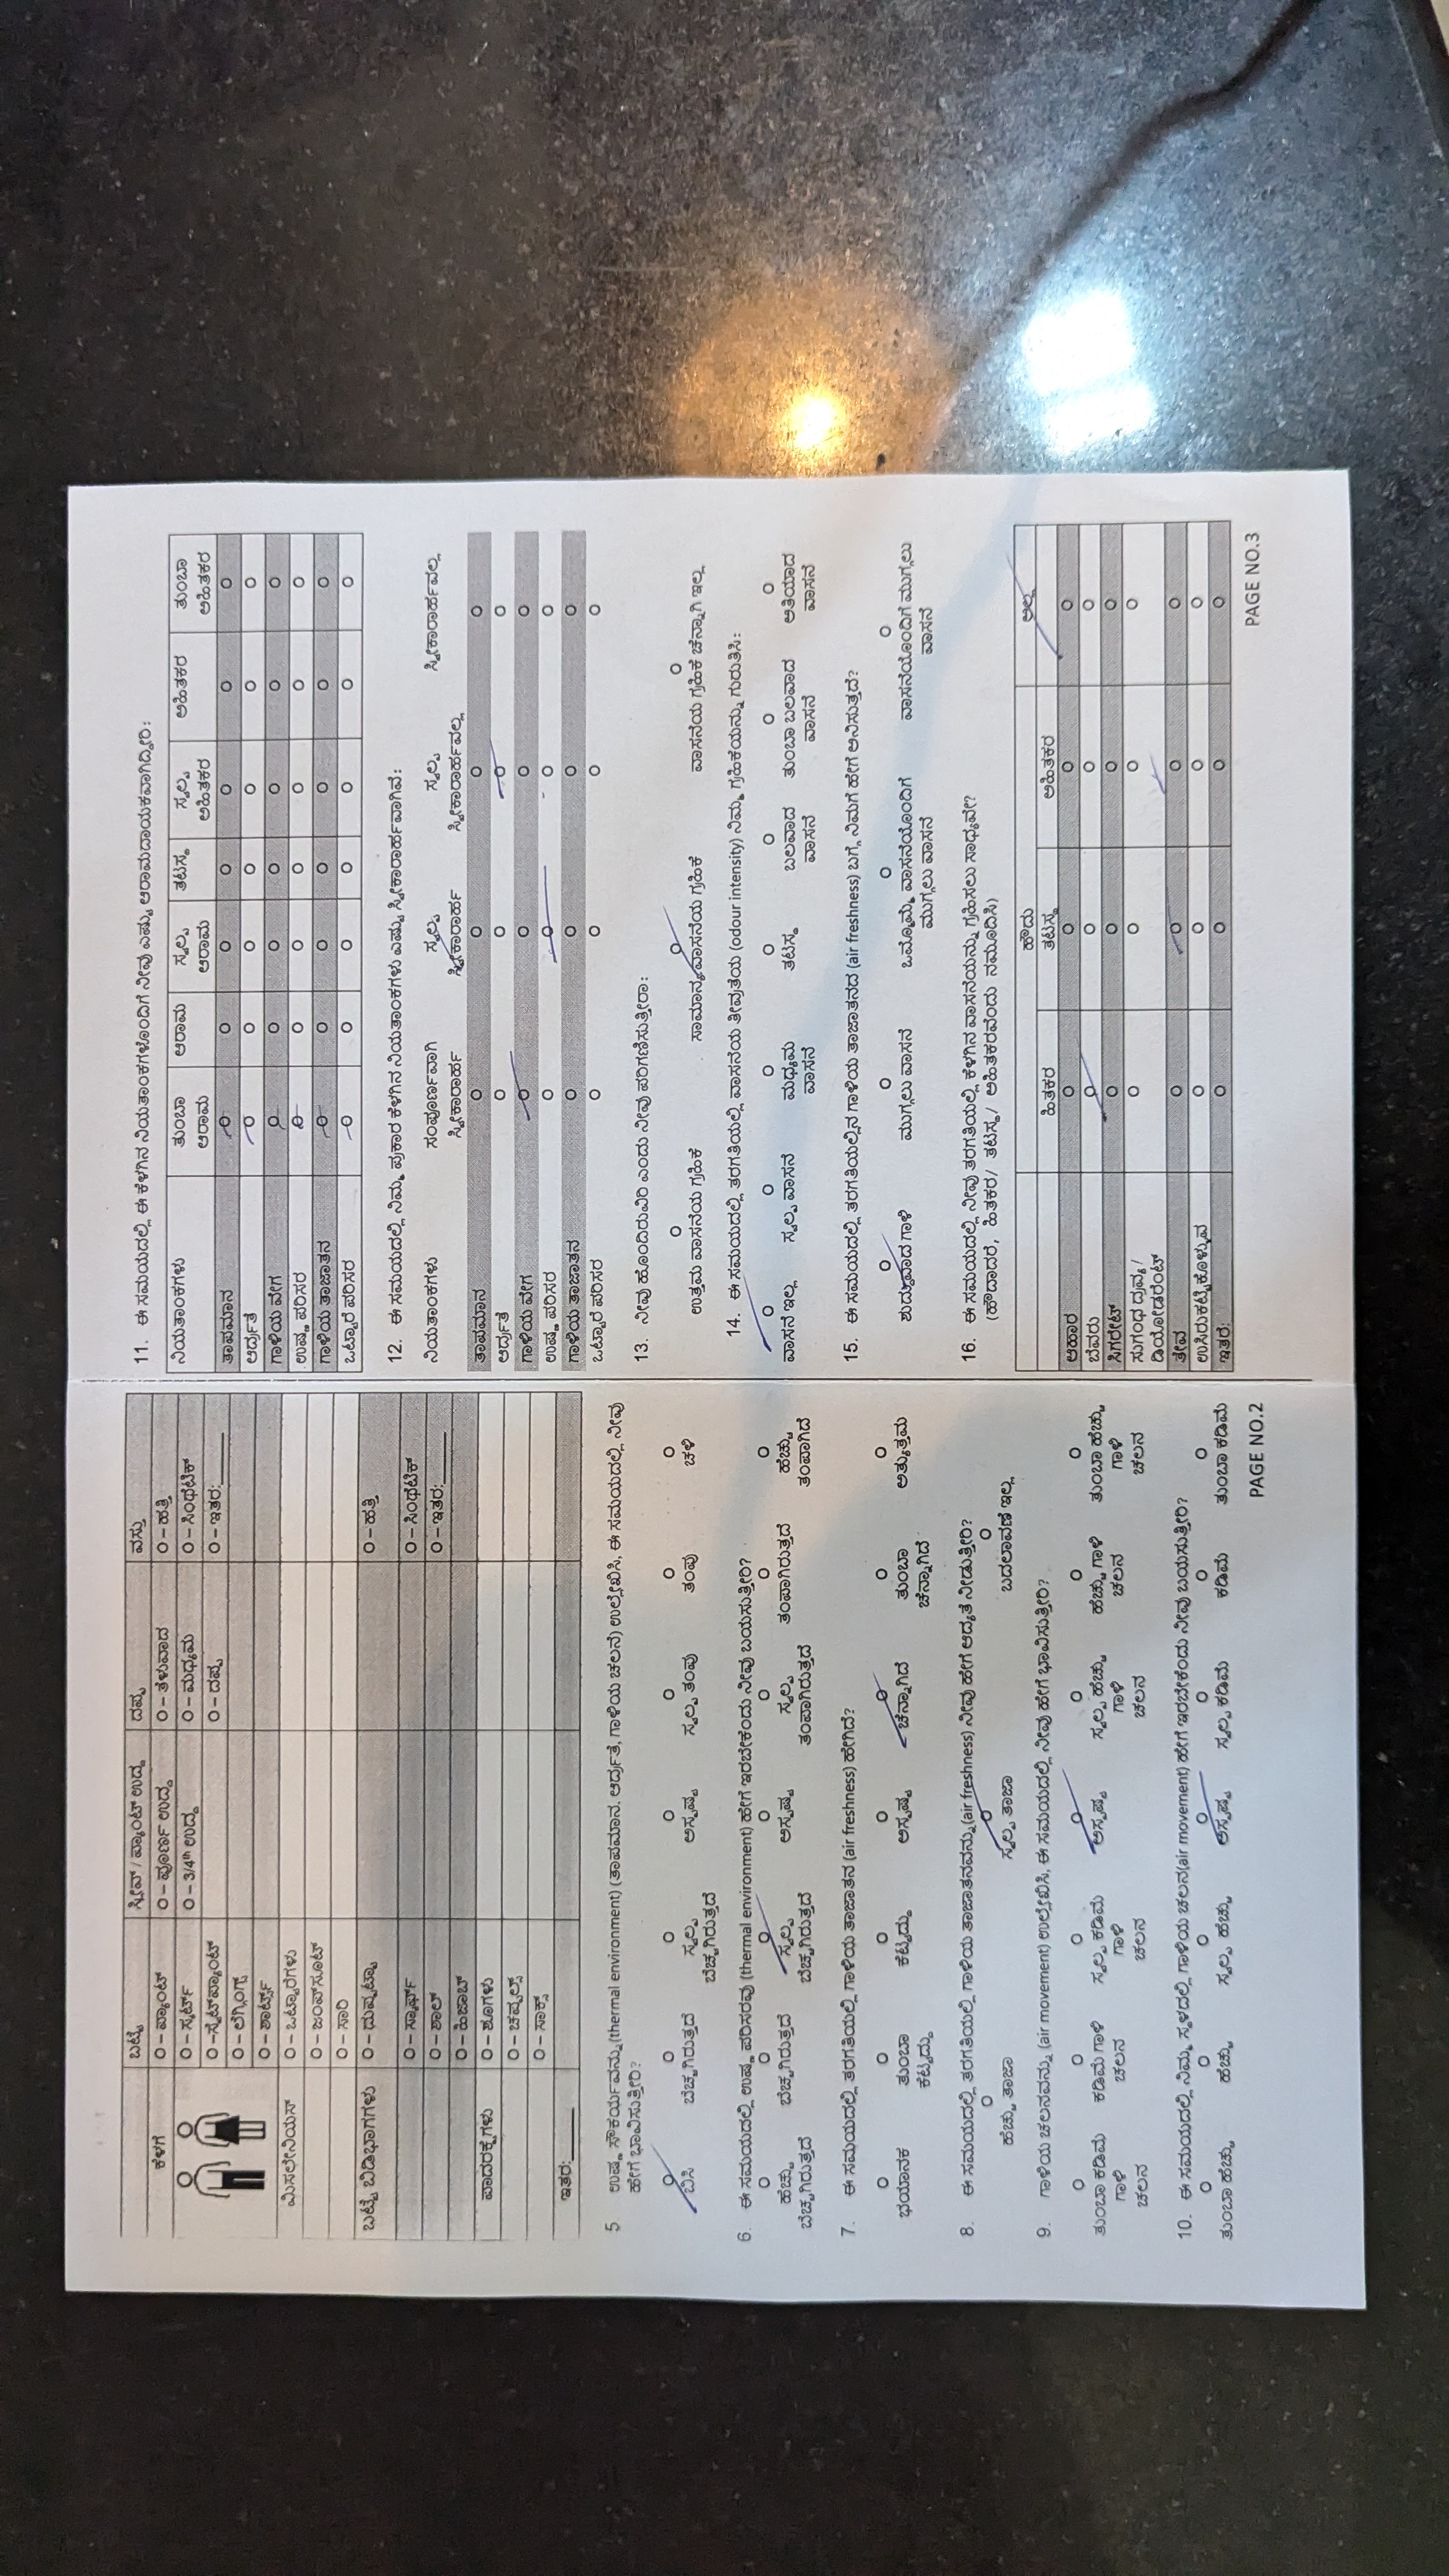 ಬಟ್ಟೆ ಸ್ಲೀವ್ / ಪ್ಯಾಂಟ್ ಉದ್ದ ದಪ್ಪ ವಸ್ತು
ಕೆಳಗೆ O – ಪ್ಯಾಂಟ್ O – ಪೂರ್ಣ ಉದ್ದ O – ತೆಳುವಾದ O – ಹತ್ತಿ
O – ಸ್ಕರ್ಟ್ O – 3/4th ಉದ್ದ O – ಮಧ್ಯಮ O – ಸಿಂಥೆಟಿಕ್
O –ಸ್ವೆಟ್‌ಪ್ಯಾಂಟ್ O – ದಪ್ಪ O – ಇತರ:____
O – ಲೆಗ್ಗಿಂಗ್ಸ್
O – ಶಾರ್ಟ್ಸ್
ಮಿಸಲೇನಿಯಸ್ O – ಒಟ್ಟಾರೆಗಳು
O – ಜಂಪ್‌ಸೂಟ್
O – ಸಾರಿ
ಬಟ್ಟೆ ಬಿಡಿಭಾಗಗಳು O – ದುಪ್ಪಟ್ಟಾ O – ಹತ್ತಿ
O – ಸ್ಕಾರ್ಫ್ O – ಸಿಂಥೆಟಿಕ್
O – ಶಾಲ್ O – ಇತರ:____
O – ಹಿಜಾಬ್
ಪಾದರಕ್ಷೆಗಳು O – ಶೂಗಳು
O – ಚಪ್ಪಲ್ಸ್
O – ಸಾಕ್ಸ್
ಇತರ:____
5 ಉಷ್ಣ ಸೌಕರ್ಯವನ್ನು (thermal environment) (ತಾಪಮಾನ, ಆರ್ದ್ರತೆ, ಗಾಳಿಯ ಚಲನ) ಉಲ್ಲೇಖಿಸಿ, ಈ ಸಮಯದಲ್ಲಿ ನೀವು
ಹೇಗೆ ಭಾವಿಸುತ್ತೀರಿ?
O O O O O O O
ಬಿಸಿ ಬೆಚ್ಚಗಿರುತ್ತದೆ ಸ್ವಲ್ಪ ಅಸ್ಪಷ್ಟ ಸ್ವಲ್ಪ ತಂಪು ತಂಪು ಚಳಿ
ಬೆಚ್ಚಗಿರುತ್ತದೆ
6. ಈ ಸಮಯದಲ್ಲಿ ಉಷ್ಣ ಪರಿಸರವು (thermal environment) ಹೇಗೆ ಇರಬೇಕೆಂದು ನೀವು ಬಯಸುತ್ತೀರಿ?
O O O O O O O
ಹೆಚ್ಚು ಬೆಚ್ಚಗಿರುತ್ತದೆ ಸ್ವಲ್ಪ ಅಸ್ಪಷ್ಟ ಸ್ವಲ್ಪ ತಂಪಾಗಿರುತ್ತದೆ ಹೆಚ್ಚು
ಬೆಚ್ಚಗಿರುತ್ತದೆ ಬೆಚ್ಚಗಿರುತ್ತದೆ ತಂಪಾಗಿರುತ್ತದೆ ತಂಪಾಗಿದೆ
7. ಈ ಸಮಯದಲ್ಲಿ ತರಗತಿಯಲ್ಲಿ ಗಾಳಿಯ ತಾಜಾತನ (air freshness) ಹೇಗಿದೆ?
O O O O O O O
ಭಯಾನಕ ತುಂಬಾ ಕೆಟ್ಟದ್ದು ಅಸ್ಪಷ್ಟ ಚೆನ್ನಾಗಿದೆ ತುಂಬಾ ಅತ್ಯುತ್ತಮ
ಕೆಟ್ಟದ್ದು ಚೆನ್ನಾಗಿದೆ
8. ಈ ಸಮಯದಲ್ಲಿ ತರಗತಿಯಲ್ಲಿ ಗಾಳಿಯ ತಾಜಾತನವನ್ನು (air freshness) ನೀವು ಹೇಗೆ ಆದ್ಯತೆ ನೀಡುತ್ತೀರಿ?
O O O
ಹೆಚ್ಚು ತಾಜಾ ಸ್ವಲ್ಪ ತಾಜಾ ಬದಲಾವಣೆ ಇಲ್ಲ
9. ಗಾಳಿಯ ಚಲನವನ್ನು (air movement) ಉಲ್ಲೇಖಿಸಿ, ಈ ಸಮಯದಲ್ಲಿ ನೀವು ಹೇಗೆ ಭಾವಿಸುತ್ತೀರಿ?
O O O O O O O
ತುಂಬಾ ಕಡಿಮೆ ಕಡಿಮೆ ಗಾಳಿ ಸ್ವಲ್ಪ ಕಡಿಮೆ ಅಸ್ಪಷ್ಟ ಸ್ವಲ್ಪ ಹೆಚ್ಚು ಹೆಚ್ಚು ಗಾಳಿ ತುಂಬಾ ಹೆಚ್ಚು
ಗಾಳಿ ಚಲನ ಗಾಳಿ ಗಾಳಿ ಚಲನ ಗಾಳಿ
ಚಲನ ಚಲನ ಚಲನ ಚಲನ
10. ಈ ಸಮಯದಲ್ಲಿ ನಿಮ್ಮ ಸ್ಥಳದಲ್ಲಿ ಗಾಳಿಯ ಚಲನ(air movement) ಹೇಗೆ ಇರಬೇಕೆಂದು ನೀವು ಬಯಸುತ್ತೀರಿ?
O O O O O O O
ತುಂಬಾ ಹೆಚ್ಚು ಹೆಚ್ಚು ಸ್ವಲ್ಪ ಹೆಚ್ಚು ಅಸ್ಪಷ್ಟ ಸ್ವಲ್ಪ ಕಡಿಮೆ ಕಡಿಮೆ ತುಂಬಾ ಕಡಿಮೆ
PAGE NO.2
11. ಈ ಸಮಯದಲ್ಲಿ ಈ ಕೆಳಗಿನ ನಿಯತಾಂಕಗಳೊಂದಿಗೆ ನೀವು ಎಷ್ಟು ಆರಾಮದಾಯಕವಾಗಿದ್ದೀರಿ:
ನಿಯತಾಂಕಗಳು ತುಂಬಾ ಆರಾಮ ಸ್ವಲ್ಪ ತಟಸ್ಥ ಸ್ವಲ್ಪ ಅಹಿತಕರ ತುಂಬಾ
ಆರಾಮ ಆರಾಮ ಅಹಿತಕರ ಅಹಿತಕರ
ತಾಪಮಾನ O O O O O O O
ಆರ್ದ್ರತೆ O O O O O O O
ಗಾಳಿಯ ವೇಗ O O O O O O O
ಉಷ್ಣ ಪರಿಸರ O O O O O O O
ಗಾಳಿಯ ತಾಜಾತನ O O O O O O O
ಒಟ್ಟಾರೆ ಪರಿಸರ O O O O O O O
12. ಈ ಸಮಯದಲ್ಲಿ ನಿಮ್ಮ ಪ್ರಕಾರ ಕೆಳಗಿನ ನಿಯತಾಂಕಗಳು ಎಷ್ಟು ಸ್ವೀಕಾರಾರ್ಹವಾಗಿವೆ:
ನಿಯತಾಂಕಗಳು ಸಂಪೂರ್ಣವಾಗಿ ಸ್ವಲ್ಪ ಸ್ವಲ್ಪ ಸ್ವೀಕಾರಾರ್ಹವಲ್ಲ
ಸ್ವೀಕಾರಾರ್ಹ ಸ್ವೀಕಾರಾರ್ಹ ಸ್ವೀಕಾರಾರ್ಹವಲ್ಲ
ತಾಪಮಾನ O O O O
ಆರ್ದ್ರತೆ O O O O
ಗಾಳಿಯ ವೇಗ O O O O
ಉಷ್ಣ ಪರಿಸರ O O O O
ಗಾಳಿಯ ತಾಜಾತನ O O O O
ಒಟ್ಟಾರೆ ಪರಿಸರ O O O O
13. ನೀವು ಹೊಂದಿರುವಿರಿ ಎಂದು ನೀವು ಪರಿಗಣಿಸುತ್ತೀರಾ:
O O O
ಉತ್ತಮ ವಾಸನೆಯ ಗ್ರಹಿಕೆ ಸಾಮಾನ್ಯ ವಾಸನೆಯ ಗ್ರಹಿಕೆ ವಾಸನೆಯ ಗ್ರಹಿಕೆ ಚೆನ್ನಾಗಿ ಇಲ್ಲ
14. ಈ ಸಮಯದಲ್ಲಿ ತರಗತಿಯಲ್ಲಿ ವಾಸನೆಯ ತೀವ್ರತೆಯ (odour intensity) ನಿಮ್ಮ ಗ್ರಹಿಕೆಯನ್ನು ಗುರುತಿಸಿ:
O O O O O O O
ವಾಸನೆ ಇಲ್ಲ ಸ್ವಲ್ಪ ವಾಸನೆ ಮಧ್ಯಮ ತಟಸ್ಥ ಬಲವಾದ ತುಂಬಾ ಬಲವಾದ ಅತಿಯಾದ
ವಾಸನೆ ವಾಸನೆ ವಾಸನೆ ವಾಸನೆ
15. ಈ ಸಮಯದಲ್ಲಿ ತರಗತಿಯಲ್ಲಿನ ಗಾಳಿಯ ತಾಜಾತನದ (air freshness) ಬಗ್ಗೆ ನಿಮಗೆ ಹೇಗೆ ಅನಿಸುತ್ತದೆ?
O O O O
ಶುದ್ಧವಾದ ಗಾಳಿ ಮುಗ್ಗಲು ವಾಸನೆ ಒಮ್ಮೊಮ್ಮೆ ವಾಸನೆಯೊಂದಿಗೆ ವಾಸನೆಯೊಂದಿಗೆ ಮುಗ್ಗಲು
ಮುಗ್ಗಲು ವಾಸನೆ ವಾಸನೆ
16. ಈ ಸಮಯದಲ್ಲಿ ನೀವು ತರಗತಿಯಲ್ಲಿ ಕೆಳಗಿನ ವಾಸನೆಯನ್ನು ಗ್ರಹಿಸಲು ಸಾಧ್ಯವೇ?
(ಹೌದಾದರೆ, ಹಿತಕರ/ ತಟಸ್ಥ/ ಅಹಿತಕರವೆಂದು ನಮೂದಿಸಿ)
ಹೌದು ಅಲ್ಲ
ಹಿತಕರ ತಟಸ್ಥ ಅಹಿತಕರ
ಆಹಾರ O O O O
ಬೆವರು O O O O
ಸಿಗರೇಟ್ O O O O
ಸುಗಂಧ ದ್ರವ್ಯ/ O O O O
ಡಿಯೋಡರೆಂಟ್
ತೇವ O O O O
ಉಸಿರುಕಟ್ಟಿಕೊಳ್ಳುವ O O O O
ಇತರ: O O O O
PAGE NO.3